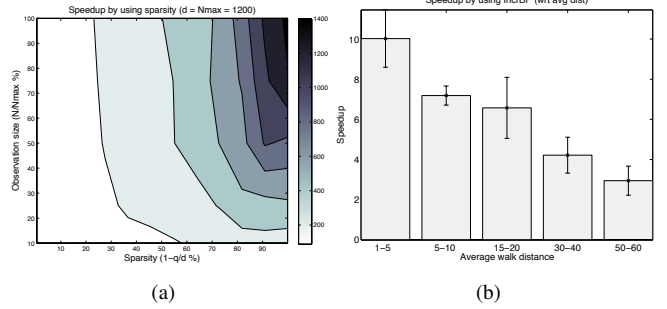 Speedup by using sparsity (d = Nmax = 1200)
Observation size (N/Nmax %)
100
90
80
70
60
50
40
30
20
10
10 20 30 40 50 60 70 80 90
Sparsity (1−q/d %)
1400
1200
1000
800
600
400
200
(a)
Speedup by using IncrBP (wrt avg dist)
Speedup
10
8
6
4
2
0
1−5 5−10 15−20 30−40 50−60
Average walk distance
(b)